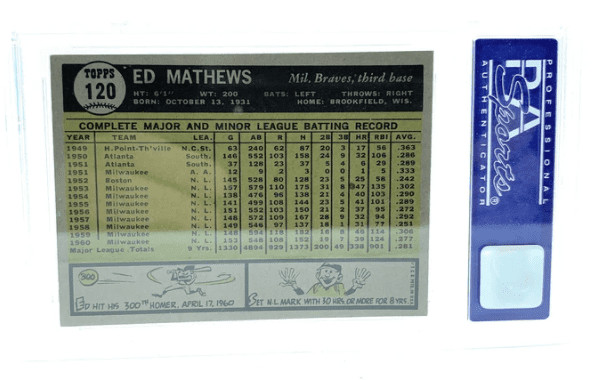 TOPPS
120
ED MATHEWS
Mil. Braves, third base
HT: 6'1" WT: 200 BATS: LEFT THROWS: RIGHT
BORN: OCTOBER 13, 1931 HOME: BROOKFIELD, WIS.
COMPLETE MAJOR AND MINOR LEAGUE BATTING RECORD
YEAR TEAM LEA. G AB R H 2B 3B HR RBI AVG.
1949 H.Point-Th'ville N.C.St. 63 240 62 87 20 3 17 56 .363
1950 Atlanta South. 146 552 103 158 24 9 32 106 .286
1951 Atlanta South. 37 128 23 37 5 4 6 29
1951 Milwaukee A. A. 12 9 2 3 0 0 1 5 .333
1952 Boston N. L. 145 528 80 128 23 5 25 58 .242
1953 Milwaukee N. L. 157 579 110 175 31 8 47 135 .302
1954 Milwaukee N. L. 138 476 96 138 21 4 40 103 .290
1955 Milwaukee N. L. 141 499 108 144 23 5 41 101 .289
1956 Milwaukee N. L. 151 552 103 150 21 2 37 95 .272
1957 Milwaukee N. L. 148 572 109 167 28 9 32 94 .292
1958 Milwaukee N. L. 149 546 97 137 18 1 31 77 .251
1959 Milwaukee N. L. 148 594 118 182 16 8 46 114 .306
1960 Milwaukee N. L. 153 548 108 152 19 7 39 124 .277
Major League Totals 9 Yrs. 1330 4894 929 1373 200 49 338 901 .281
300
ED HIT HIS 300TH HOMER, APRIL 17, 1960
SET N.L. MARK WITH 30 HRS OR MORE FOR 8 YRS.
PROFESSIONAL
PSA
Sports
AUTHENTICATOR
®